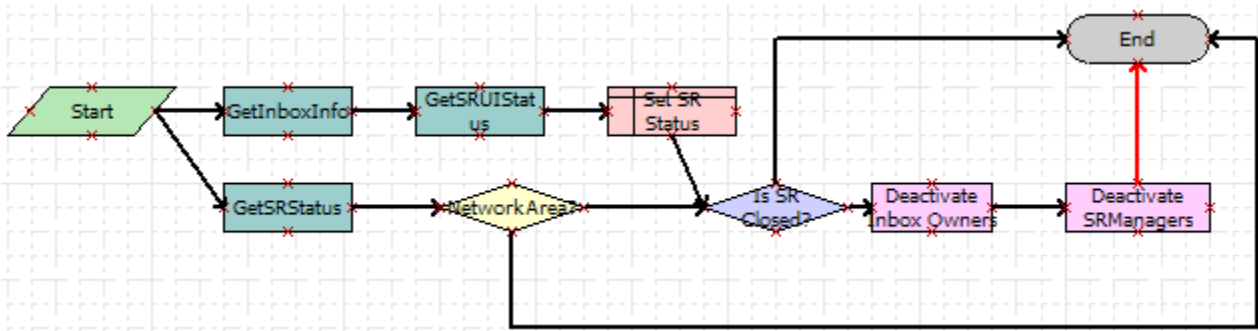 End
Start
GetInboxInfo
GetSRUIStat
us
Set SR
Status
GetSRStatus
NetworkArea?
Is SR
Closed?
Deactivate
Inbox Owners
Deactivate
SRManagers